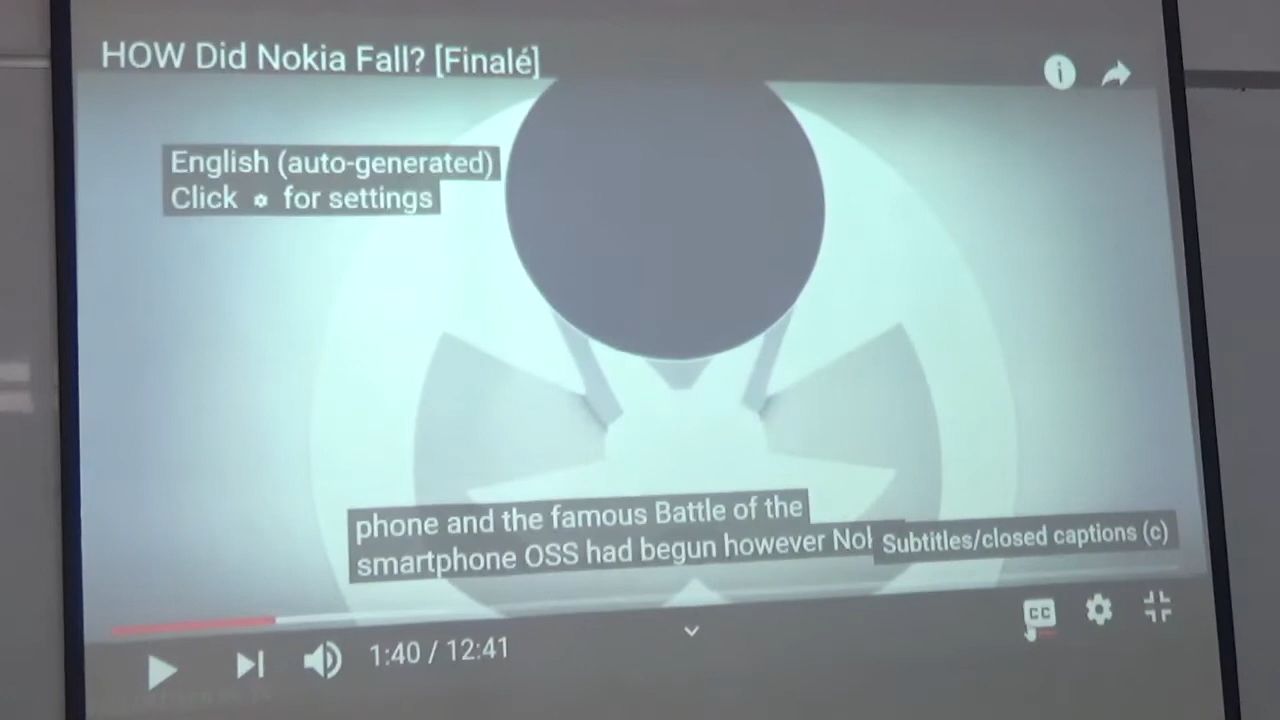 HOW Did Nokia Fall? [Finalé]
English (auto-generated)
Click for settings
phone and the famous Battle of the
smartphone OSS had begun however
Subtitles/closed captions (c)
CC
1:40 / 12:41